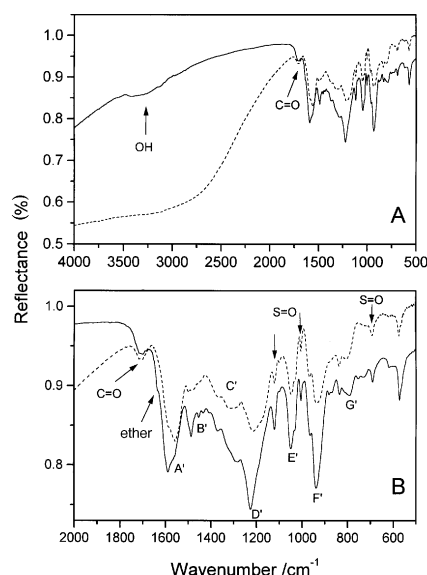 1.0
0.9
0.8
0.7
0.6
0.5
C=O
OH
A
4000 3500 3000 2500 2000 1500 1000 500
Reflectance (%)
1.0
0.9
0.8
S=O
S=O
C=O
C'
ether
B'
G'
A'
E'
D'
F'
B
2000 1800 1600 1400 1200 1000 800 600
Wavenumber /cm⁻¹